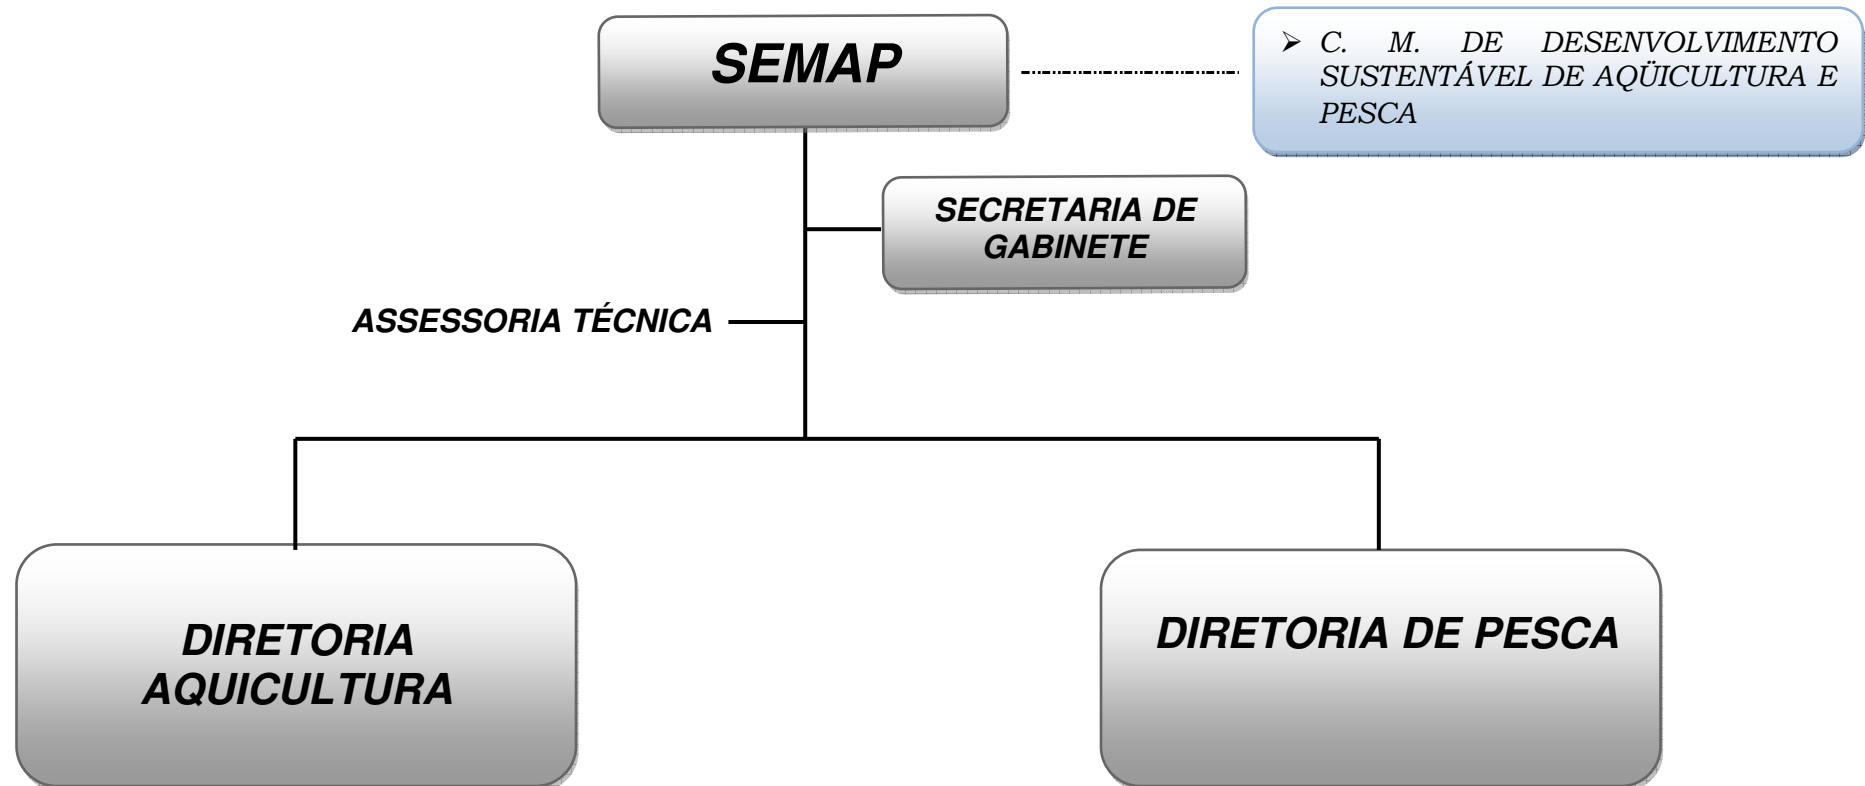 SEMAP
C. M. DE DESENVOLVIMENTO
SUSTENTÁVEL DE AQÜICULTURA E
PESCA
SECRETARIA DE
GABINETE
ASSESSORIA TÉCNICA
DIRETORIA
AQUICULTURA
DIRETORIA DE PESCA